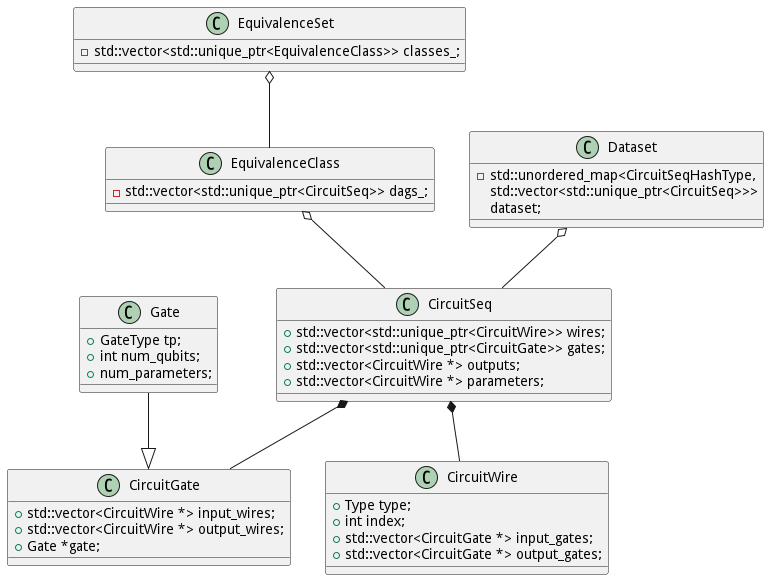 C EquivalenceSet
std::vector<std::unique_ptr<EquivalenceClass>> classes_;
C EquivalenceClass
std::vector<std::unique_ptr<CircuitSeq>> dags_;
C Dataset
std::unordered_map<CircuitSeqHashType,
std::vector<std::unique_ptr<CircuitSeq>>>
dataset;
C Gate
GateType tp;
int num_qubits;
num_parameters;
C CircuitSeq
std::vector<std::unique_ptr<CircuitWire>> wires;
std::vector<std::unique_ptr<CircuitGate>> gates;
std::vector<CircuitWire *> outputs;
std::vector<CircuitWire *> parameters;
C CircuitGate
std::vector<CircuitWire *> input_wires;
std::vector<CircuitWire *> output_wires;
Gate *gate;
C CircuitWire
Type type;
int index;
std::vector<CircuitGate *> input_gates;
std::vector<CircuitGate *> output_gates;